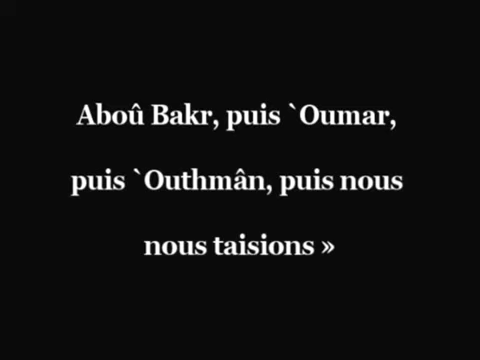 Aboû Bakr, puis `Oumar,
puis `Outhmân, puis nous
nous taisions »